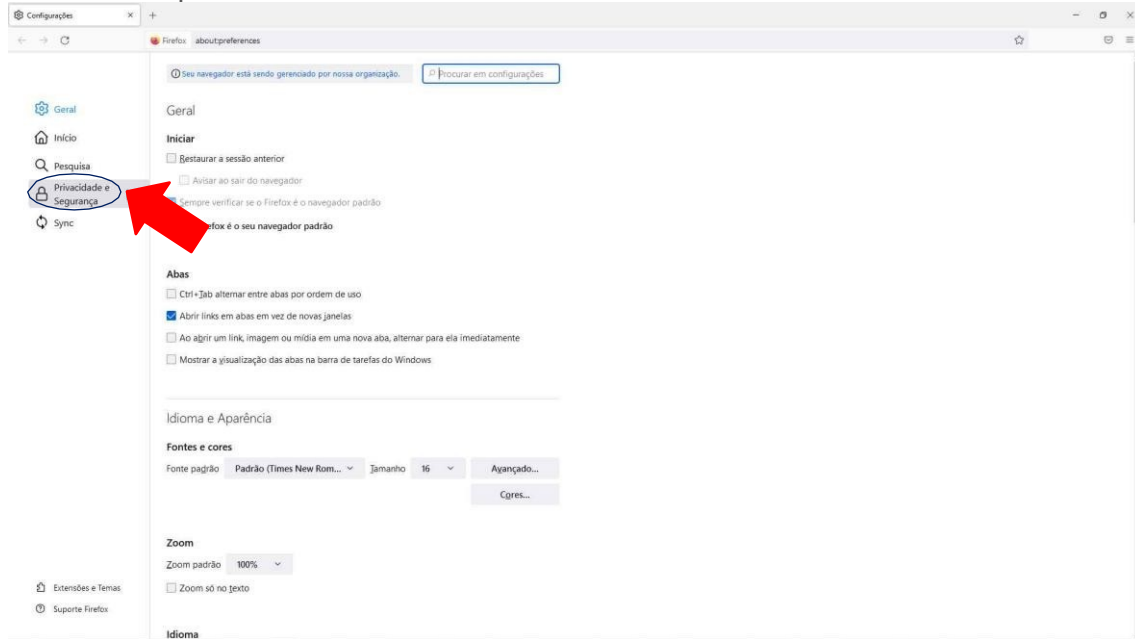 Configurações
Firefox about:preferences
Seu navegador está sendo gerenciado por nossa organização.
Procurar em configurações
Geral
Início
Pesquisa
Privacidade e
Segurança
Sync
Extensões e Temas
Suporte Firefox
Geral
Iniciar
Restaurar a sessão anterior
Avisar ao sair do navegador
Sempre verificar se o Firefox é o navegador padrão
é o seu navegador padrão
Abas
Ctrl+Tab alternar entre abas por ordem de uso
Abrir links em abas em vez de novas janelas
Ao abrir um link, imagem ou mídia em uma nova aba, alternar para ela imediatamente
Mostrar a visualização das abas na barra de tarefas do Windows
Idioma e Aparência
Fontes e cores
Fonte padrão Padrão (Times New Rom... Tamanho 16 Avançado...
Cores...
Zoom
Zoom padrão 100%
Zoom só no texto
Idioma